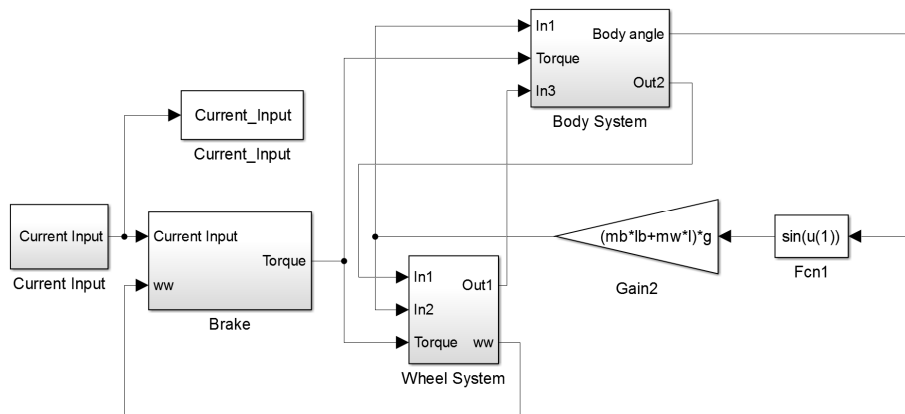 In1
Body angle
Torque
Out2
In3
Body System
Current_Input
Current_Input
Current Input
Current Input
Current Input
Torque
ww
Brake
In1
Out1
In2
Torque
ww
Wheel System
(mb*lb+mw*l)*g
Gain2
sin(u(1))
Fcn1